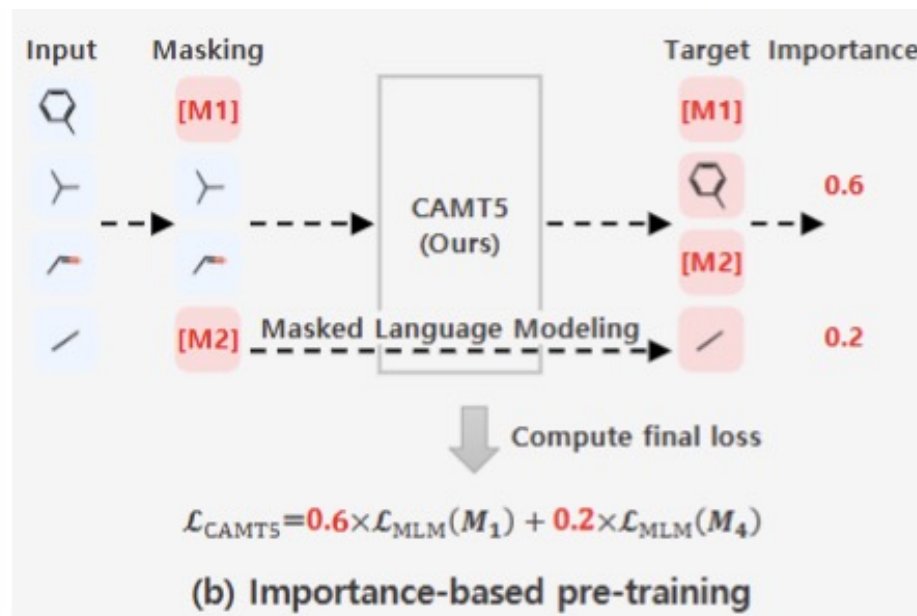 Input Masking Target Importance
[M1] [M1]
CAMT5
(Ours)
0.6
[M2]
[M2] Masked Language Modeling 0.2
Compute final loss
ℒCAMT5=0.6×ℒMLM(M1) + 0.2×ℒMLM(M4)
(b) Importance-based pre-training